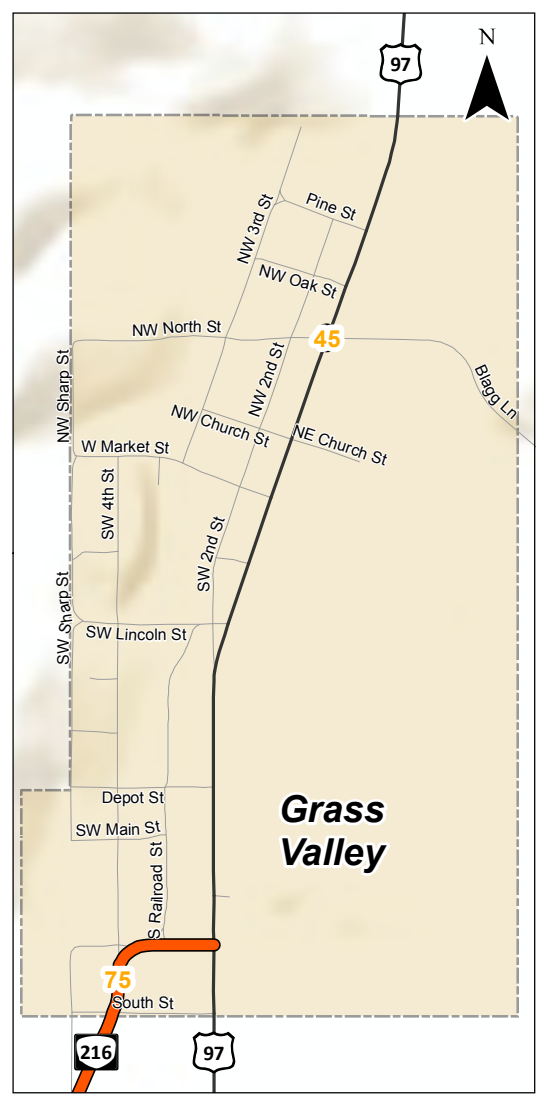 N
97
Pine St
NW 3rd St
NW Oak St
NW North St
45
NW Sharp St
NW 2nd St
Blagg Ln
NW Church St
NE Church St
W Market St
SW 4th St
SW 2nd St
SW Sharp St
SW Lincoln St
Depot St
Grass
Valley
SW Main St
S Railroad St
75
South St
216
97